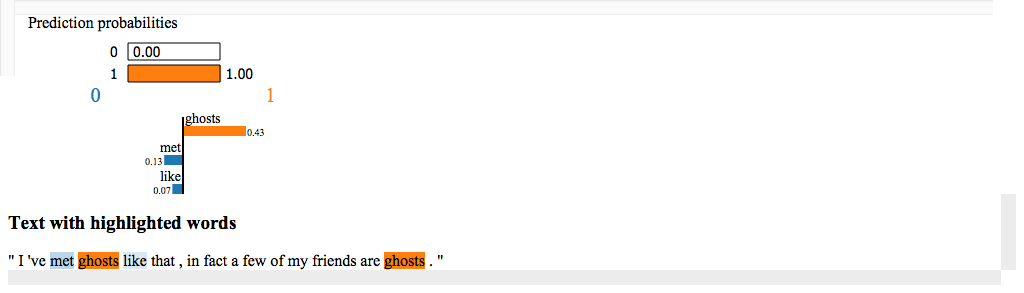 Prediction probabilities
0 0.00
1 1.00
0 1
ghosts
0.43
met
0.13
like
0.07
Text with highlighted words
" I 've met ghosts like that , in fact a few of my friends are ghosts . "